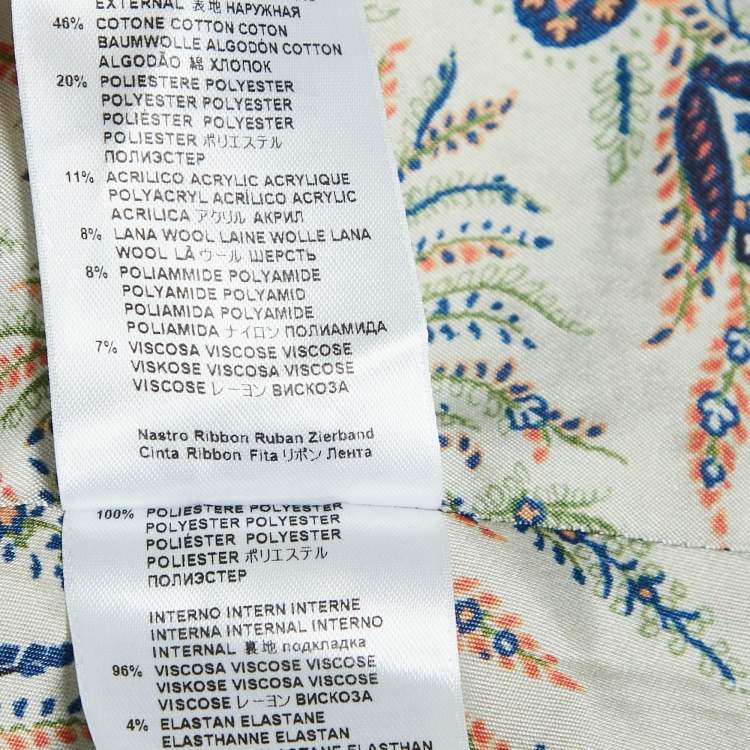 EXTERNAL 表地 НАРУЖНАЯ
46% COTONE COTTON COTON
BAUMWOLLE ALGODÓN COTTON
ALGODÃO 綿 ХЛОПОК
20% POLIESTERE POLYESTER
POLYESTER POLYESTER
POLIÉSTER POLYESTER
POLIESTER ポリエステル
ПОЛИЭСТЕР
11% ACRILICO ACRYLIC ACRYLIQUE
POLYACRYL ACRÍLICO ACRYLIC
ACRILICA アクリル АКРИЛ
8% LANA WOOL LAINE WOLLE LANA
WOOL LÃ ウール ШЕРСТЬ
8% POLIAMMIDE POLYAMIDE
POLYAMIDE POLYAMID
POLIAMIDA POLYAMIDE
POLIAMIDA ナイロン ПОЛИАМИДА
7% VISCOSA VISCOSE VISCOSE
VISKOSE VISCOSA VISCOSE
VISCOSE レーヨン ВИСКОЗА
Nastro Ribbon Ruban Zierband
Cinta Ribbon Fita リボン Лента
100% POLIESTERE POLYESTER
POLYESTER POLYESTER
POLIÉSTER POLYESTER
POLIESTER ポリエステル
ПОЛИЭСТЕР
INTERNO INTERN INTERNE
INTERNA INTERNAL INTERNO
INTERNAL 裏地 подкладка
96% VISCOSA VISCOSE VISCOSE
VISKOSE VISCOSA VISCOSE
VISCOSE レーヨン ВИСКОЗА
4% ELASTAN ELASTANE
ELASTHANNE ELASTAN
ELASTANO ELASTHAN